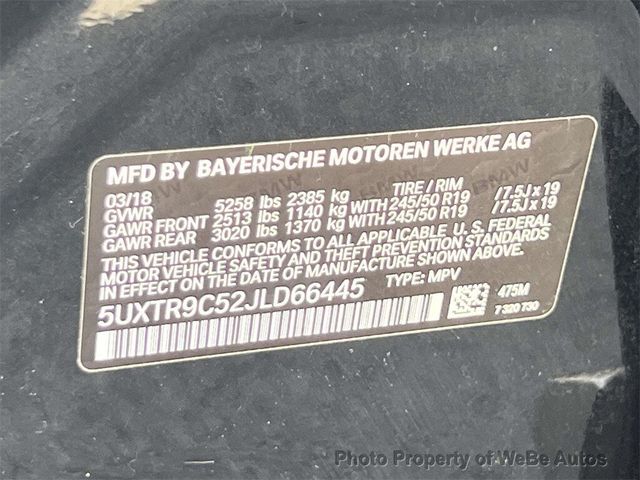 MFD BY BAYERISCHE MOTOREN WERKE AG
03/18 TIRE / RIM
GVWR 5258 lbs 2385 kg
GAWR FRONT 2513 lbs 1140 kg WITH 245/50 R19 /7.5J x 19
GAWR REAR 3020 lbs 1370 kg WITH 245/50 R19 /7.5J x 19
THIS VEHICLE CONFORMS TO ALL APPLICABLE U. S. FEDERAL
MOTOR VEHICLE SAFETY AND THEFT PREVENTION STANDARDS
IN EFFECT ON THE DATE OF MANUFACTURE SHOWN ABOVE.
5UXTR9C52JLD66445 TYPE: MPV
475M
7 320 730
Photo Property of WeBe Autos